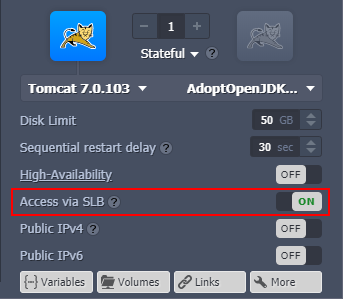 1
Stateful
Tomcat 7.0.103 AdoptOpenJDK...
Disk Limit 50 GB
Sequential restart delay 30 sec
High-Availability OFF
Access via SLB ON
Public IPv4 OFF
Public IPv6 OFF
Variables Volumes Links More